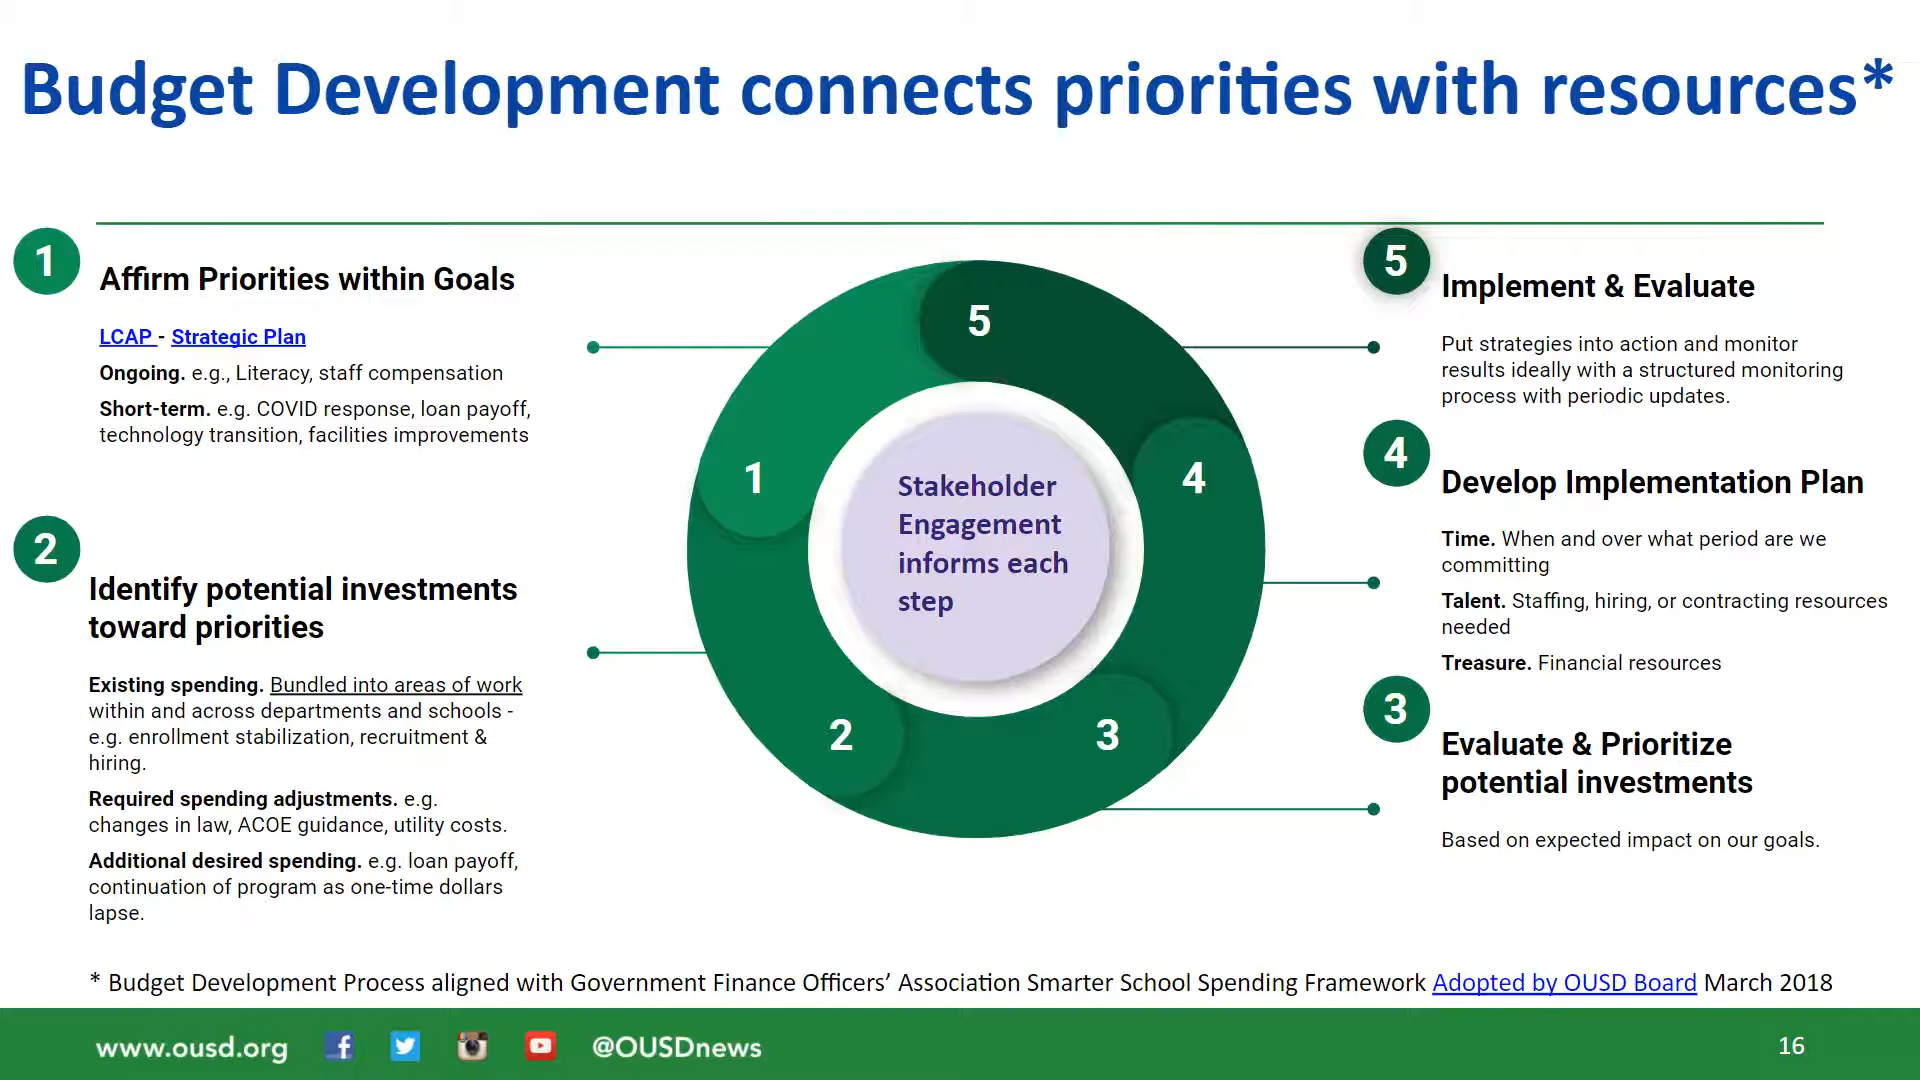 Budget Development connects priorities with resources*
1
Affirm Priorities within Goals
LCAP - Strategic Plan
Ongoing. e.g., Literacy, staff compensation
Short-term. e.g. COVID response, loan payoff,
technology transition, facilities improvements
2
Identify potential investments
toward priorities
Existing spending. Bundled into areas of work
within and across departments and schools -
e.g. enrollment stabilization, recruitment &
hiring.
Required spending adjustments. e.g.
changes in law, ACOE guidance, utility costs.
Additional desired spending. e.g. loan payoff,
continuation of program as one-time dollars
lapse.
5
1
4
2
3
Stakeholder
Engagement
informs each
step
5
Implement & Evaluate
Put strategies into action and monitor
results ideally with a structured monitoring
process with periodic updates.
4
Develop Implementation Plan
Time. When and over what period are we
committing
Talent. Staffing, hiring, or contracting resources
needed
Treasure. Financial resources
3
Evaluate & Prioritize
potential investments
Based on expected impact on our goals.
* Budget Development Process aligned with Government Finance Officers’ Association Smarter School Spending Framework Adopted by OUSD Board March 2018
www.ousd.org
@OUSDnews
16